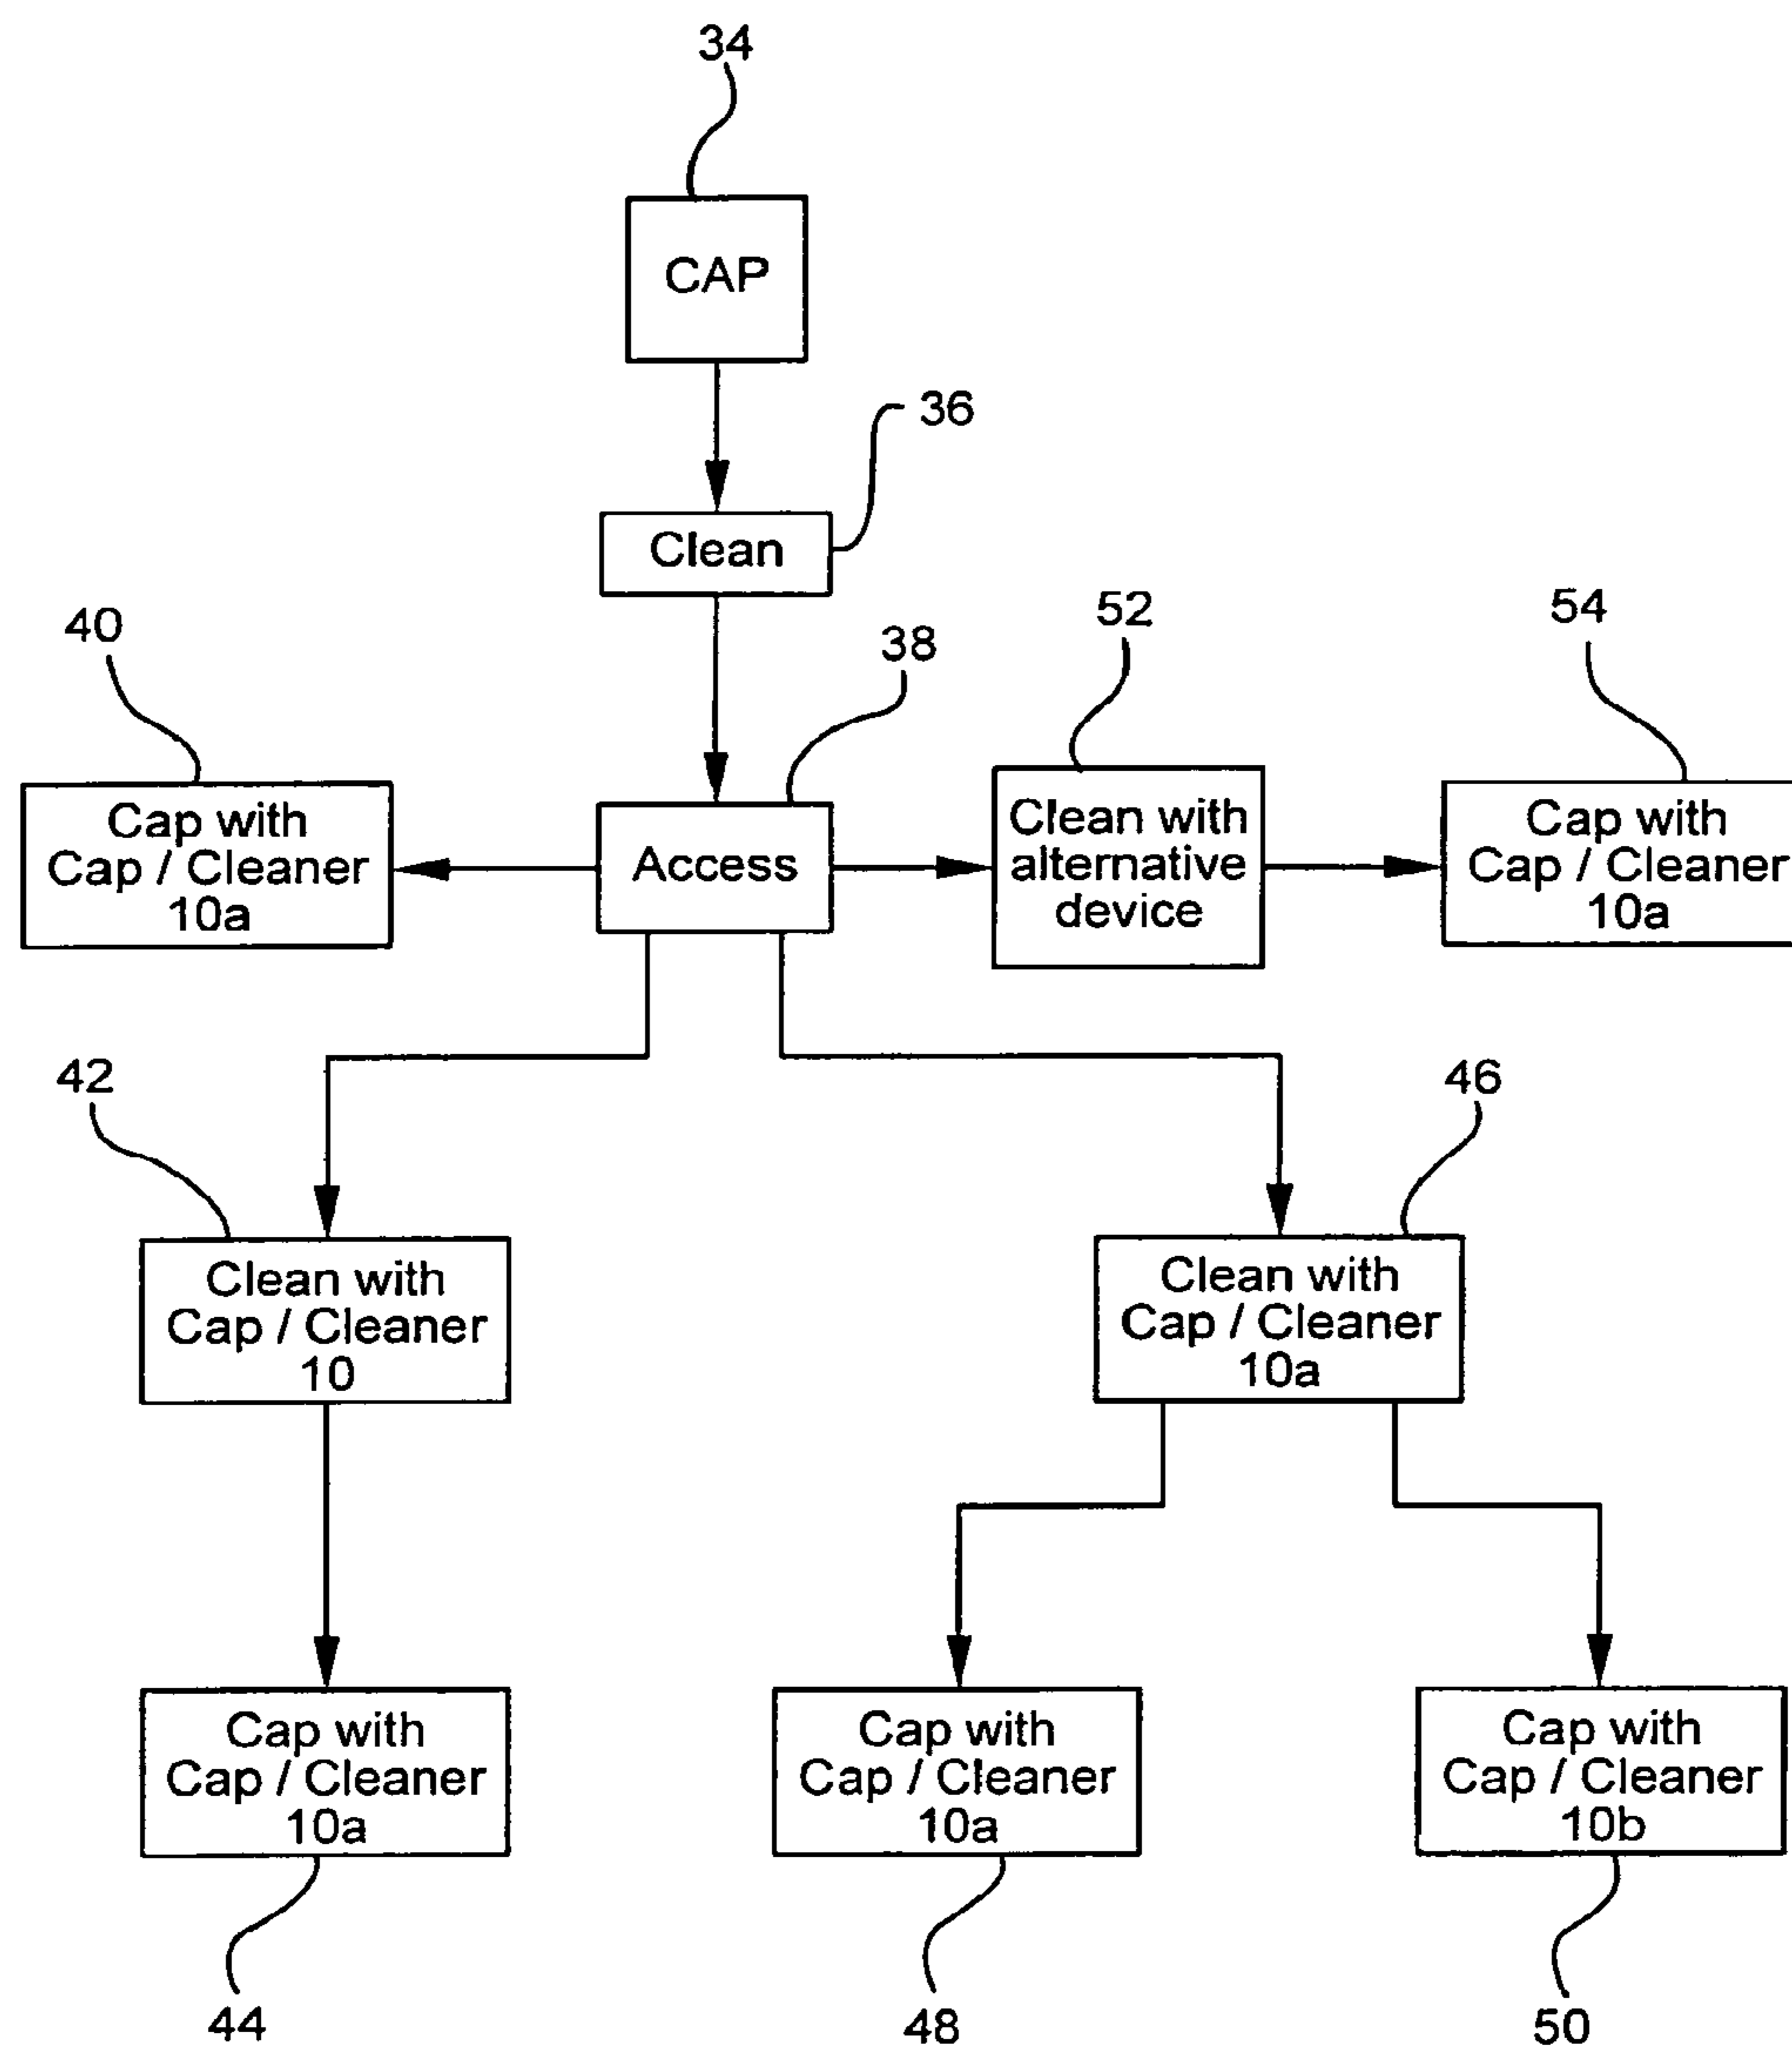 34
CAP
36
Clean
40
38
52
54
Cap with
Cap / Cleaner
10a
Access
Clean with
alternative
device
Cap with
Cap / Cleaner
10a
42
46
Clean with
Cap / Cleaner
10
Clean with
Cap / Cleaner
10a
Cap with
Cap / Cleaner
10a
Cap with
Cap / Cleaner
10a
Cap with
Cap / Cleaner
10b
44
48
50